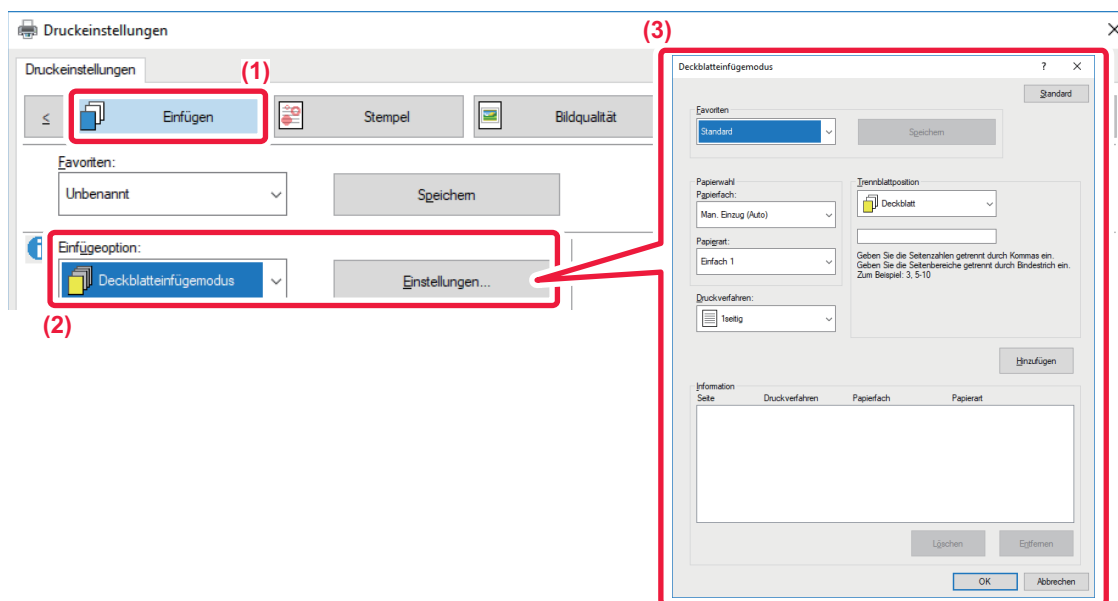 Druckeinstellungen
Druckeinstellungen
(1)
<
Einfügen
Stempel
Bildqualität
Favoriten:
Unbenannt
Speichern
Einfügeoption:
Deckblatteinfügemodus
Einstellungen...
(2)
(3)
Deckblatteinfügemodus
?
Standard
Favoriten
Standard
Speichern
Papierwahl
Papierfach:
Man. Einzug (Auto)
Papierart:
Einfach 1
Druckverfahren:
1seitig
Trennblattposition
Deckblatt
Geben Sie die Seitenzahlen getrennt durch Kommas ein.
Geben Sie die Seitenbereiche getrennt durch Bindestrich ein.
Zum Beispiel: 3, 5-10
Hinzufügen
Information
Seite Druckverfahren Papierfach Papierart
Löschen Entfernen
OK Abbrechen